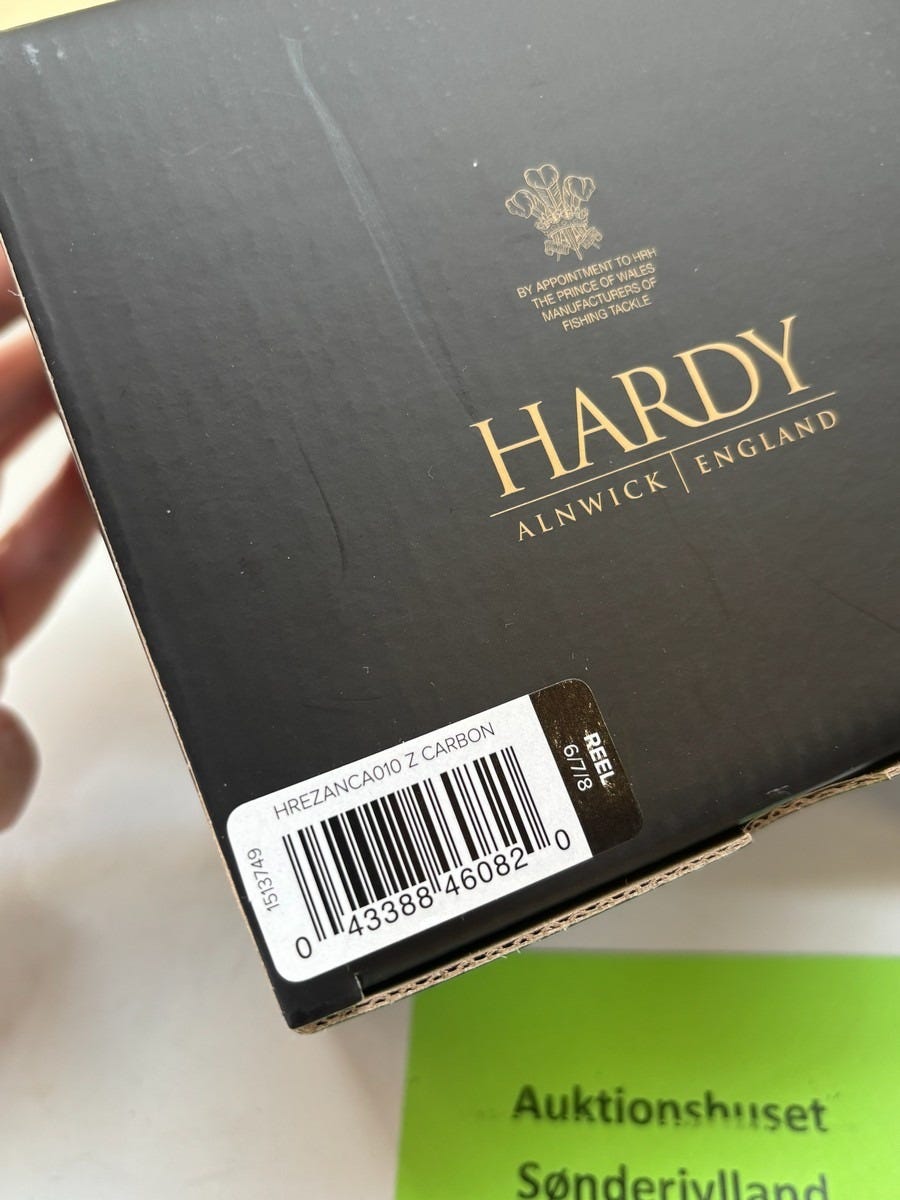 BY APPOINTMENT TO HRH
THE PRINCE OF WALES
MANUFACTURERS OF
FISHING TACKLE
HARDY
ALNWICK | ENGLAND
HREZANCA010 Z CARBON
REEL
6/7/8
1513749
0 43388 46082 0
Auktionshuset
Sønderjylland